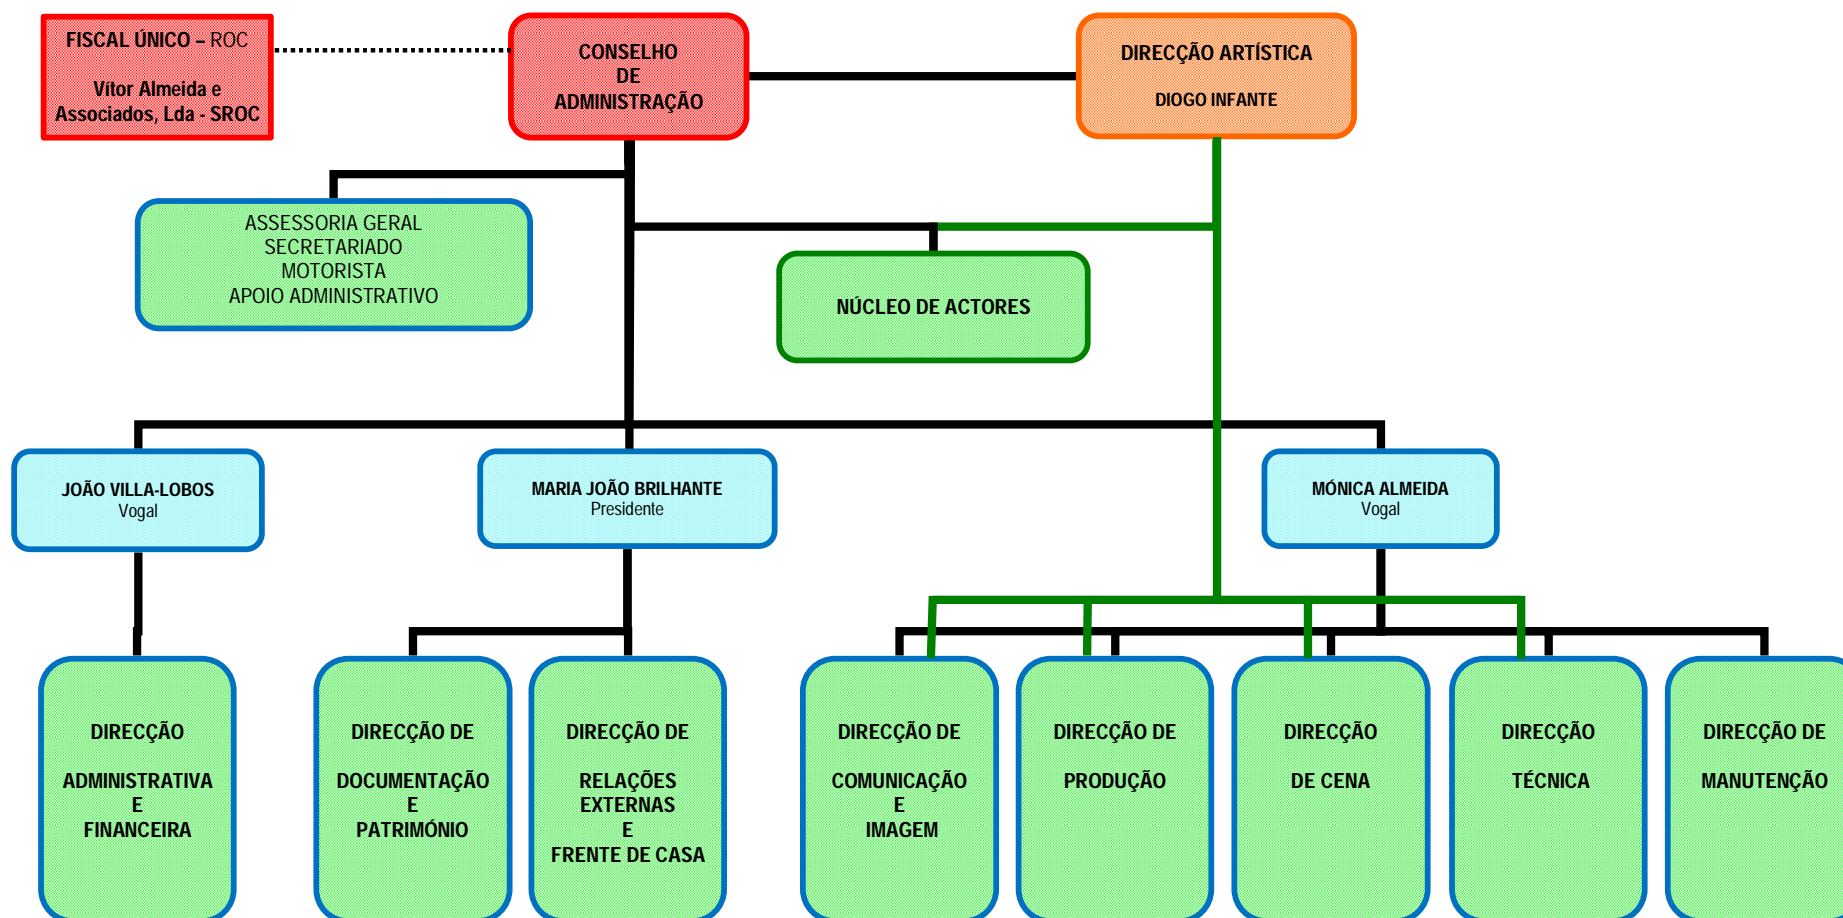 FISCAL ÚNICO – ROC
Vítor Almeida e
Associados, Lda - SROC
CONSELHO
DE
ADMINISTRAÇÃO
DIRECÇÃO ARTÍSTICA
DIOGO INFANTE
ASSESSORIA GERAL
SECRETARIADO
MOTORISTA
APOIO ADMINISTRATIVO
NÚCLEO DE ACTORES
JOÃO VILLA-LOBOS
Vogal
MARIA JOÃO BRILHANTE
Presidente
MÓNICA ALMEIDA
Vogal
DIRECÇÃO
ADMINISTRATIVA
E
FINANCEIRA
DIRECÇÃO DE
DOCUMENTAÇÃO
E
PATRIMÓNIO
DIRECÇÃO DE
RELAÇÕES
EXTERNAS
E
FRENTE DE CASA
DIRECÇÃO DE
COMUNICAÇÃO
E
IMAGEM
DIRECÇÃO DE
PRODUÇÃO
DIRECÇÃO
DE CENA
DIRECÇÃO
TÉCNICA
DIRECÇÃO DE
MANUTENÇÃO